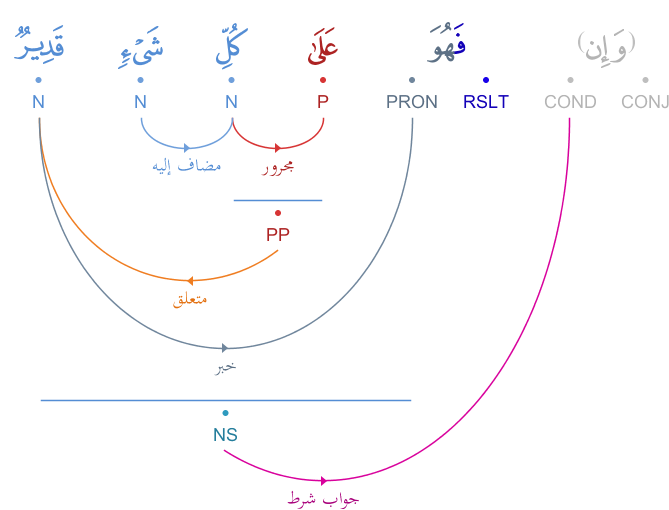 (وَإِن) فَهُوَ عَلَىٰ كُلِّ شَىْءٍ قَدِيرٌ
N N N P PRON RSLT COND CONJ
مضاف إليه مجرور
PP
متعلق
خبر
NS
جواب شرط